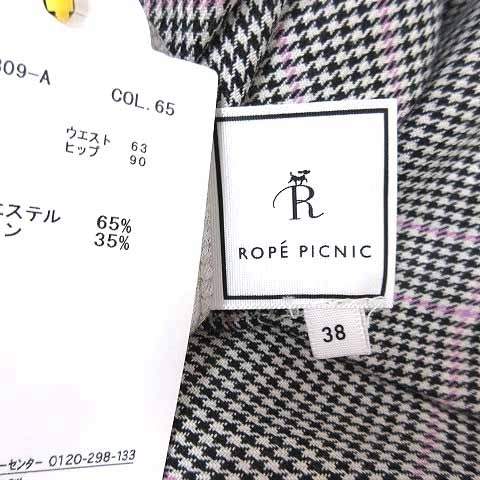 809-A
COL.65
ウエスト 63
ヒップ 90
エステル 65%
ン 35%
ーセンター 0120-298-133
R
ROPÉ PICNIC
38